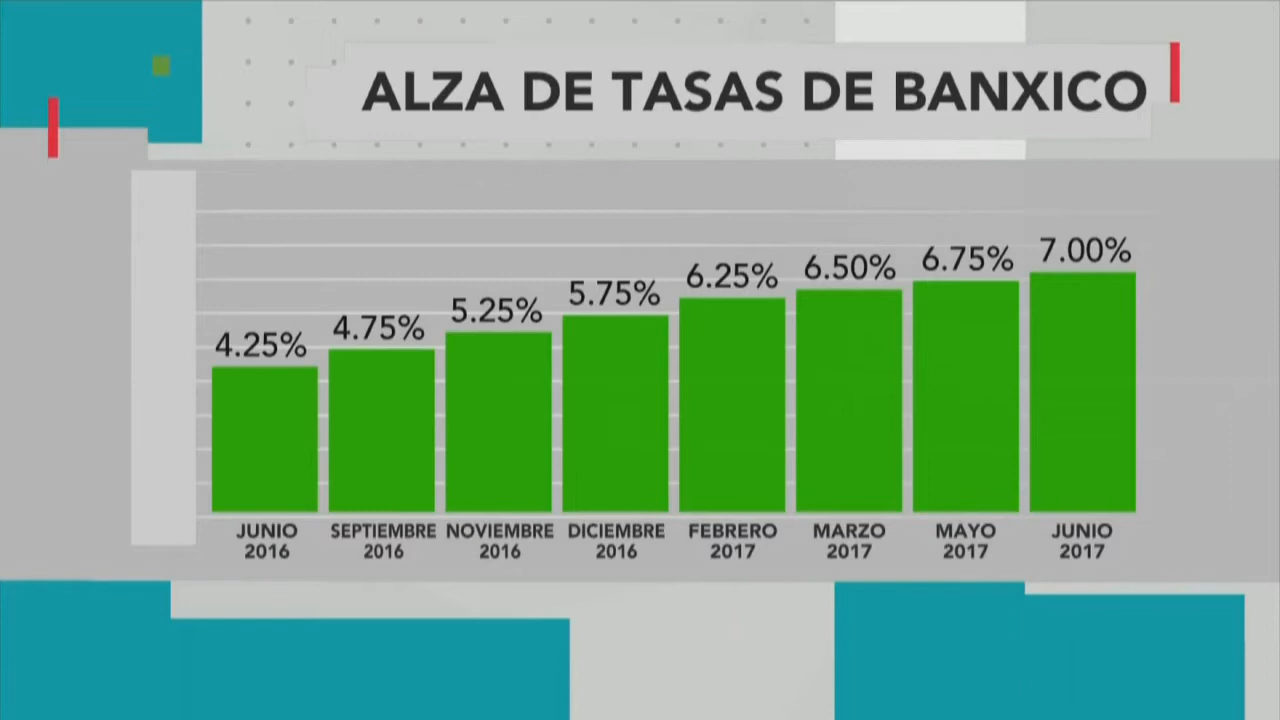 ALZA DE TASAS DE BANXICO
4.25%
4.75%
5.25%
5.75%
6.25%
6.50%
6.75%
7.00%
JUNIO
2016
SEPTIEMBRE
2016
NOVIEMBRE
2016
DICIEMBRE
2016
FEBRERO
2017
MARZO
2017
MAYO
2017
JUNIO
2017